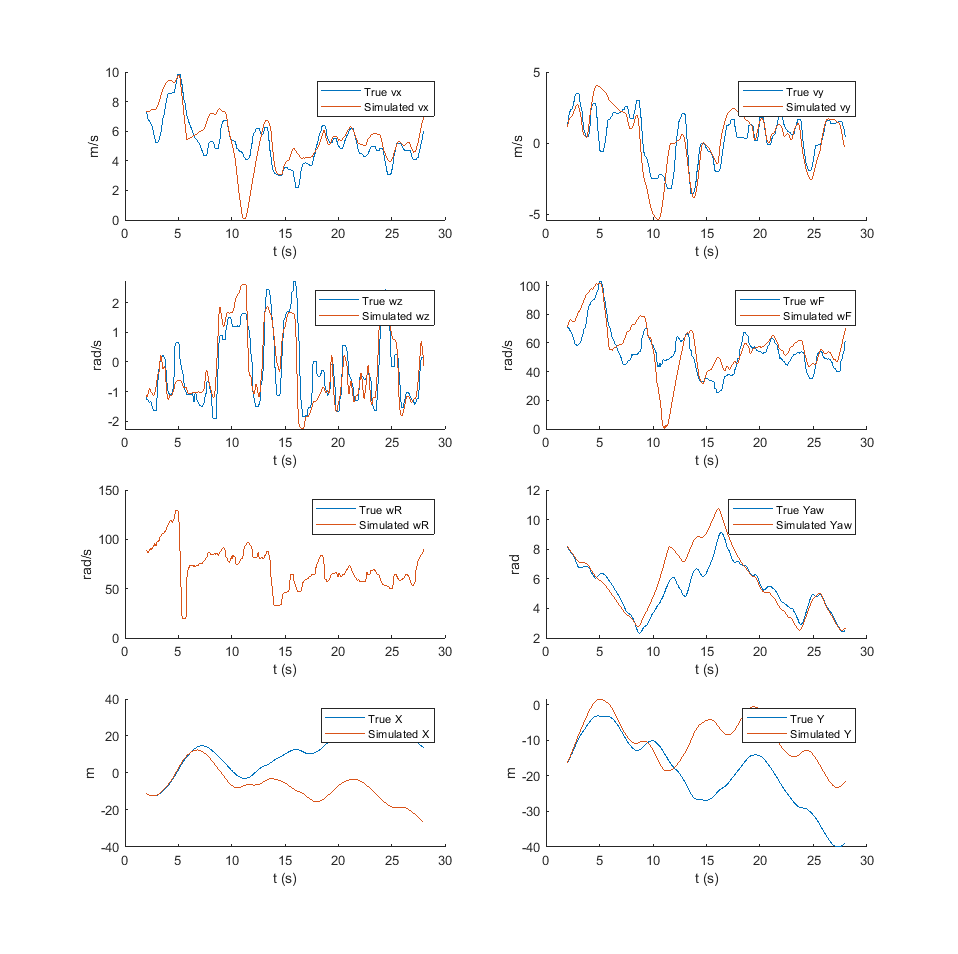 10
8
6
4
2
0
m/s
0 5 10 15 20 25 30
t (s)
True vx
Simulated vx
5
0
-5
m/s
0 5 10 15 20 25 30
t (s)
True vy
Simulated vy
2
1
0
-1
-2
rad/s
0 5 10 15 20 25 30
t (s)
True wz
Simulated wz
100
80
60
40
20
0
rad/s
0 5 10 15 20 25 30
t (s)
True wF
Simulated wF
150
100
50
0
rad/s
0 5 10 15 20 25 30
t (s)
True wR
Simulated wR
12
10
8
6
4
2
rad
0 5 10 15 20 25 30
t (s)
True Yaw
Simulated Yaw
40
20
0
-20
-40
m
0 5 10 15 20 25 30
t (s)
True X
Simulated X
0
-10
-20
-30
-40
m
0 5 10 15 20 25 30
t (s)
True Y
Simulated Y